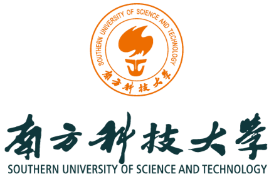 SOUTHERN UNIVERSITY OF SCIENCE AND TECHNOLOGY
南方科技大学
南方科技大学
SOUTHERN UNIVERSITY OF SCIENCE AND TECHNOLOGY